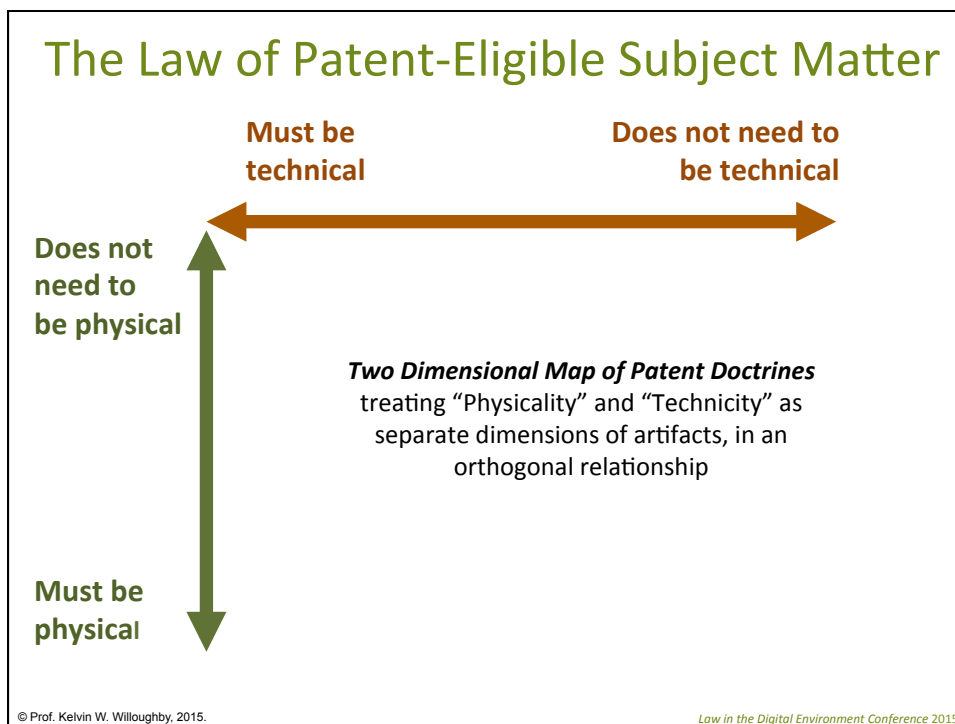 The Law of Patent-Eligible Subject Matter
Must be
technical
Does not need to
be technical
Does not
need to
be physical
Two Dimensional Map of Patent Doctrines
treating “Physicality” and “Technicity” as
separate dimensions of artifacts, in an
orthogonal relationship
Must be
physical
© Prof. Kelvin W. Willoughby, 2015.
Law in the Digital Environment Conference 2015